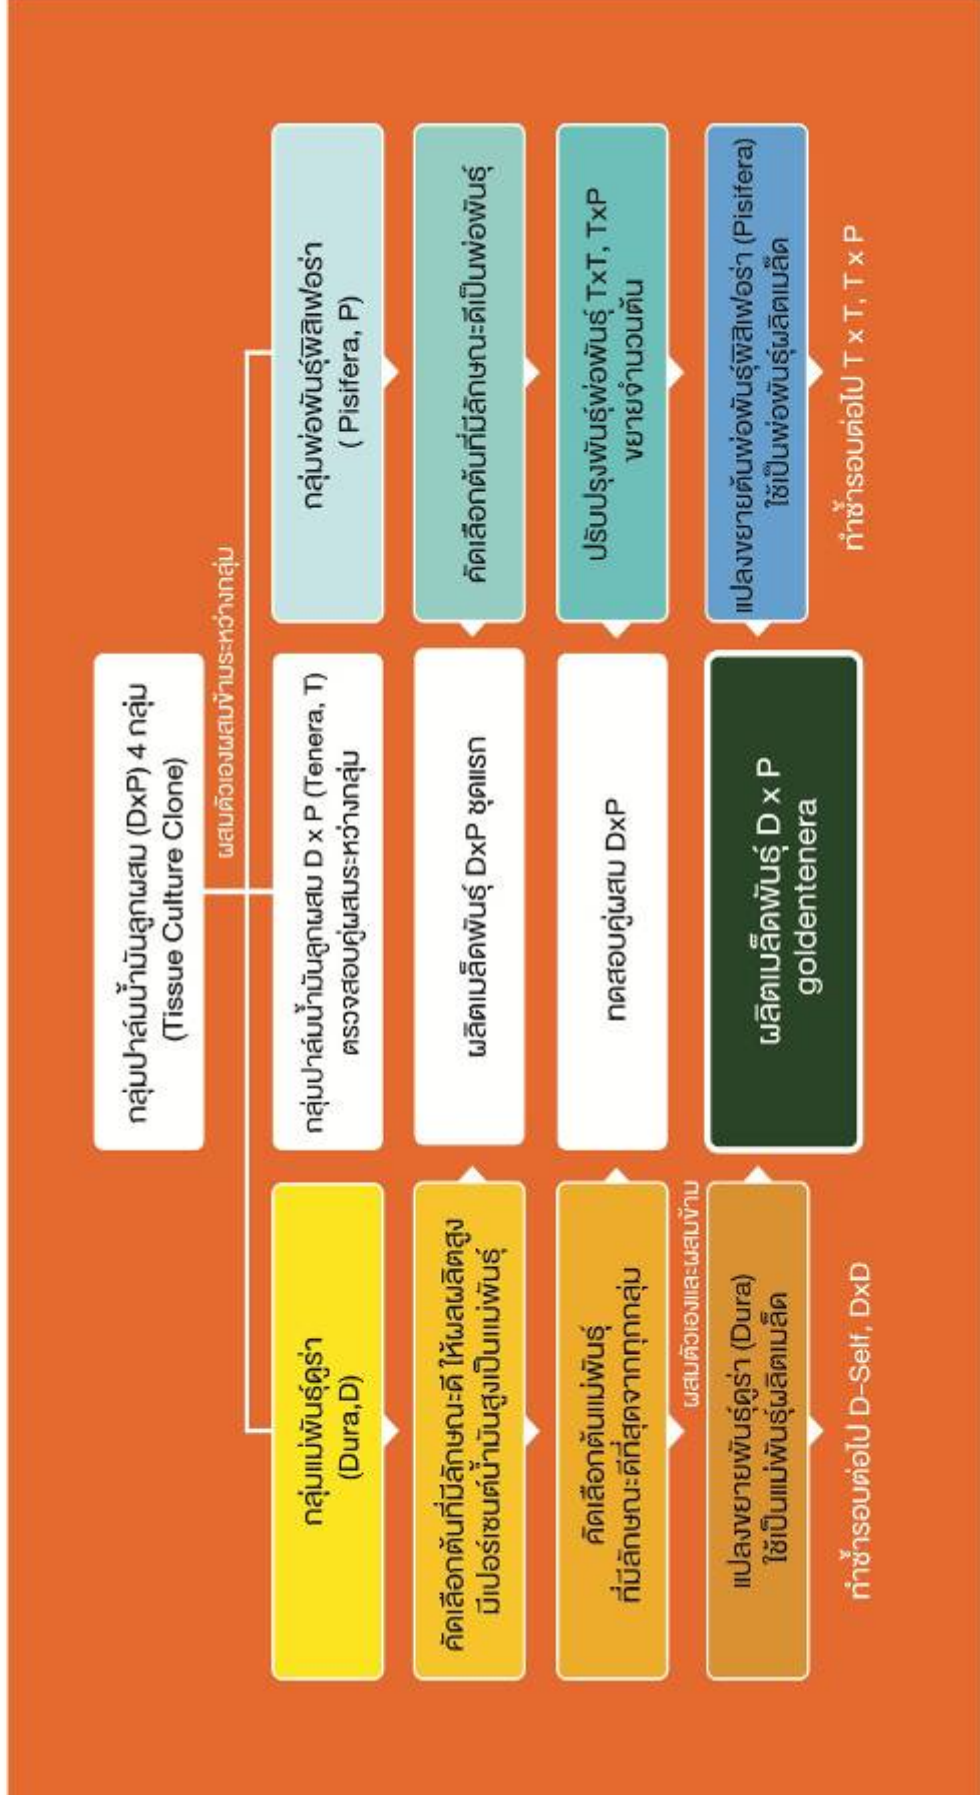 กลุ่มปาล์มน้ำมันลูกผสม (DxP) 4 กลุ่ม
(Tissue Culture Clone)
ผสมตัวเองผสมข้ามระหว่างกลุ่ม
กลุ่มแม่พันธุ์ดูร่า
(Dura,D)
กลุ่มปาล์มน้ำมันลูกผสม D x P (Tenera, T)
ตรวจสอบคู่ผสมระหว่างกลุ่ม
กลุ่มพ่อพันธุ์พิสิเฟอร่า
( Pisifera, P)
คัดเลือกต้นที่มีลักษณะดี ให้ผลผลิตสูง
มีเปอร์เซนต์น้ำมันสูงเป็นแม่พันธุ์
ผลิตเมล็ดพันธุ์ DxP ชุดแรก
คัดเลือกต้นที่มีลักษณะดีเป็นพ่อพันธุ์
คัดเลือกต้นแม่พันธุ์
ที่มีลักษณะดีที่สุดจากทุกกลุ่ม
ทดสอบคู่ผสม DxP
ปรับปรุงพันธุ์พ่อพันธุ์ TxT, TxP
ขยายจำนวนต้น
ผสมตัวเองและผสมข้าม
แปลงขยายพันธุ์ดูร่า (Dura)
ใช้เป็นแม่พันธุ์ผลิตเมล็ด
ผลิตเมล็ดพันธุ์ D x P
goldentenera
แปลงขยายต้นพ่อพันธุ์พิสิเฟอร่า (Pisifera)
ใช้เป็นพ่อพันธุ์ผลิตเมล็ด
ทำซ้ำรอบต่อไป D-Self, DxD
ทำซ้ำรอบต่อไป T x T, T x P